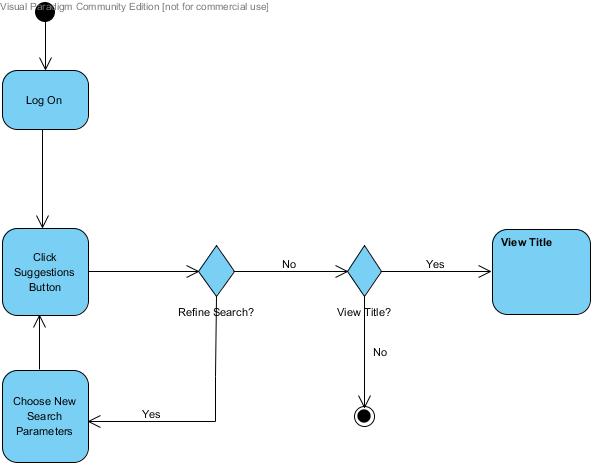 Visual Paradigm Community Edition [not for commercial use]
Log On
Click
Suggestions
Button
No
Yes
View Title
Refine Search?
View Title?
No
Choose New
Search
Parameters
Yes